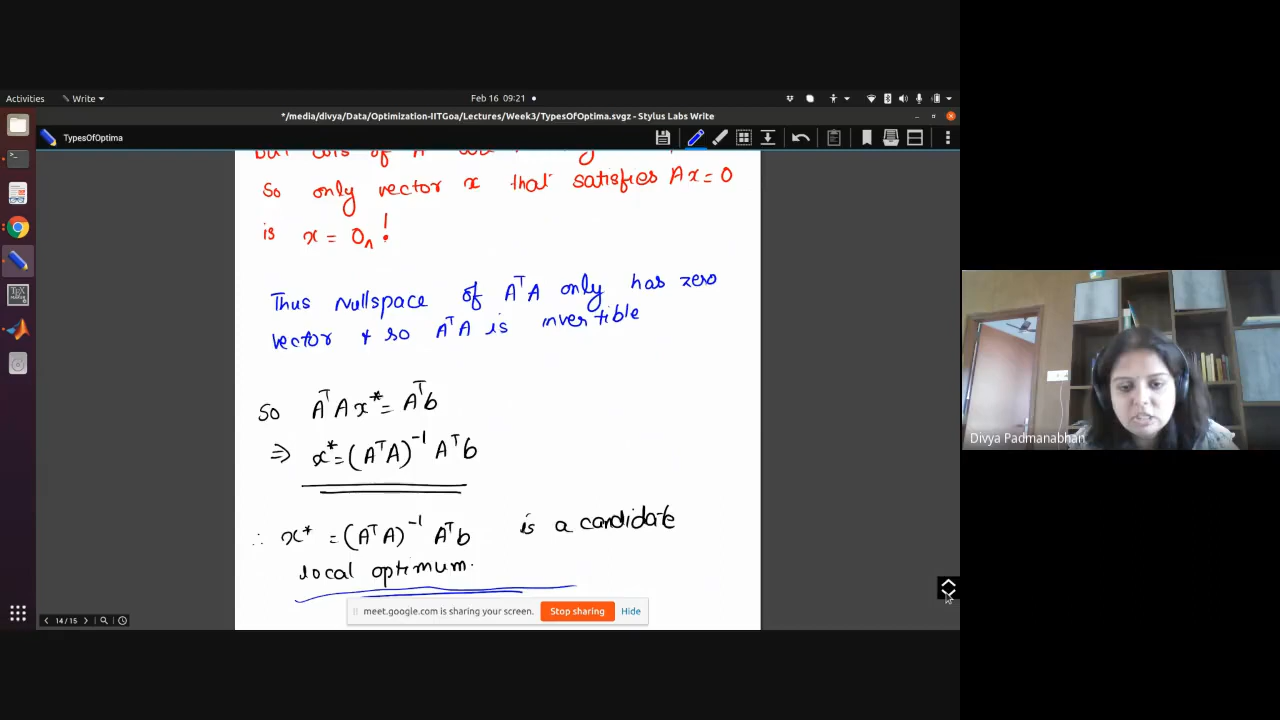 Activities
Write
Feb 16 09:21
*/media/divya/Data/Optimization-IITGoa/Lectures/Week3/TypesOfOptima.svgz - Stylus Labs Write
TypesOfOptima
But cols of A
So only vector x that satisfies Ax = 0
is x = 0ₙ!
Thus Nullspace of AᵀA only has zero
vector & so AᵀA is invertible
So AᵀAx* = Aᵀb
⇒ x* = (AᵀA)⁻¹ Aᵀb
∴ x* = (AᵀA)⁻¹ Aᵀb is a candidate
local optimum.
meet.google.com is sharing your screen.
Stop sharing
Hide
14 / 15
Divya Padmanabhan